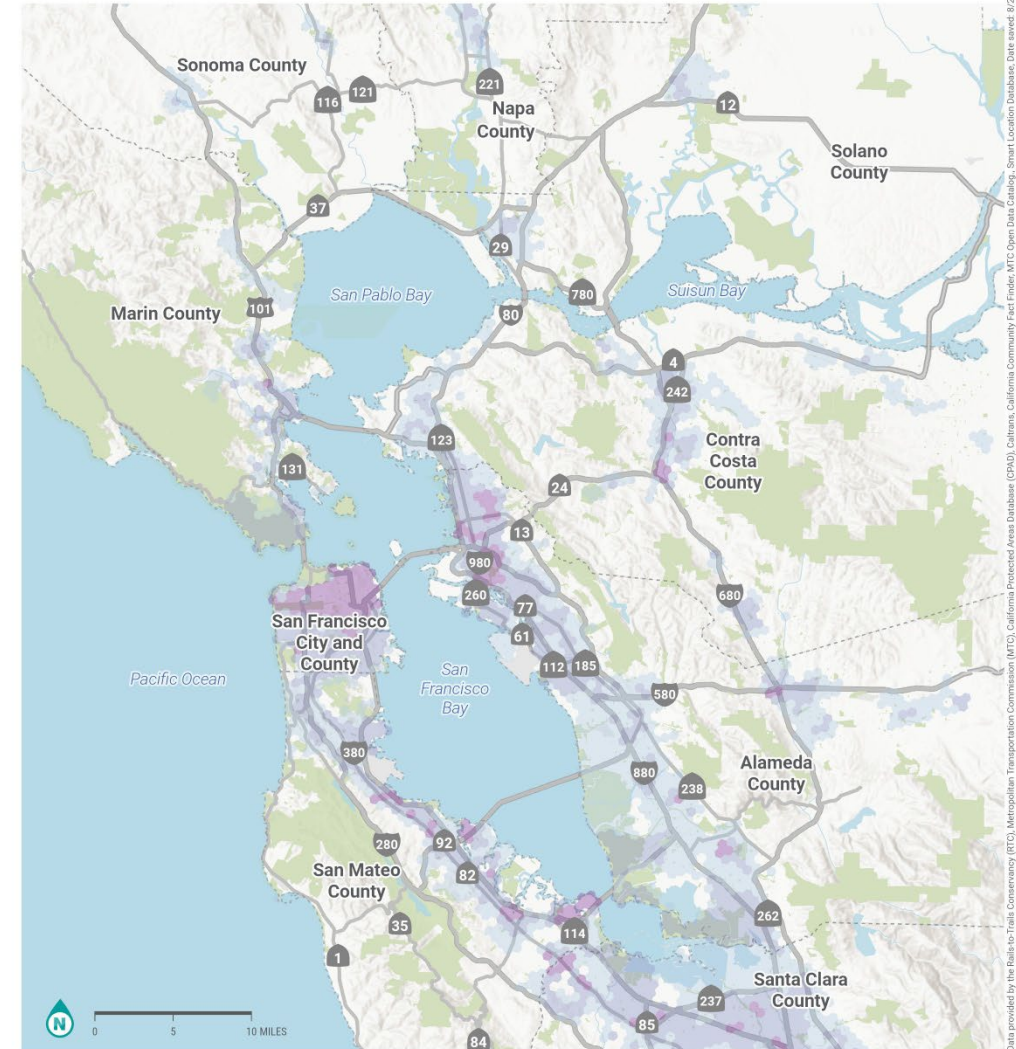 Sonoma County
116
121
221
Napa
County
12
Solano
County
37
29
San Pablo Bay
780
Suisun Bay
Marin County
101
80
4
242
123
Contra
Costa
County
131
24
13
980
680
260
77
San Francisco
City and
County
61
112
185
Pacific Ocean
San
Francisco
Bay
580
380
880
Alameda
County
238
280
92
San Mateo
County
82
262
35
114
1
Santa Clara
County
237
85
84
N
0 5 10 MILES
Data provided by the Rails-to-Trails Conservancy (RTC), Metropolitan Transportation Commission (MTC), California Protected Areas Database (CPAD), Caltrans, California Community Fact Finder, MTC Open Data Catalog, Smart Location Database, Date saved: